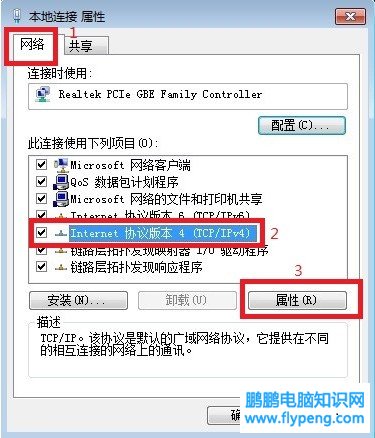 本地连接 属性
1
网络
共享
连接时使用:
Realtek PCIe GBE Family Controller
配置(C)...
此连接使用下列项目(O):
Microsoft 网络客户端
QoS 数据包计划程序
Microsoft 网络的文件和打印机共享
Internet 协议版本 6 (TCP/IPv6)
Internet 协议版本 4 (TCP/IPv4)
2
链路层拓扑发现映射器 I/O 驱动程序
链路层拓扑发现响应程序
3
安装(N)...
卸载(U)
属性(R)
描述
TCP/IP。该协议是默认的广域网络协议，它提供在不同
的相互连接的网络上的通讯。
鹏鹏电脑知识网
www.flypeng.com